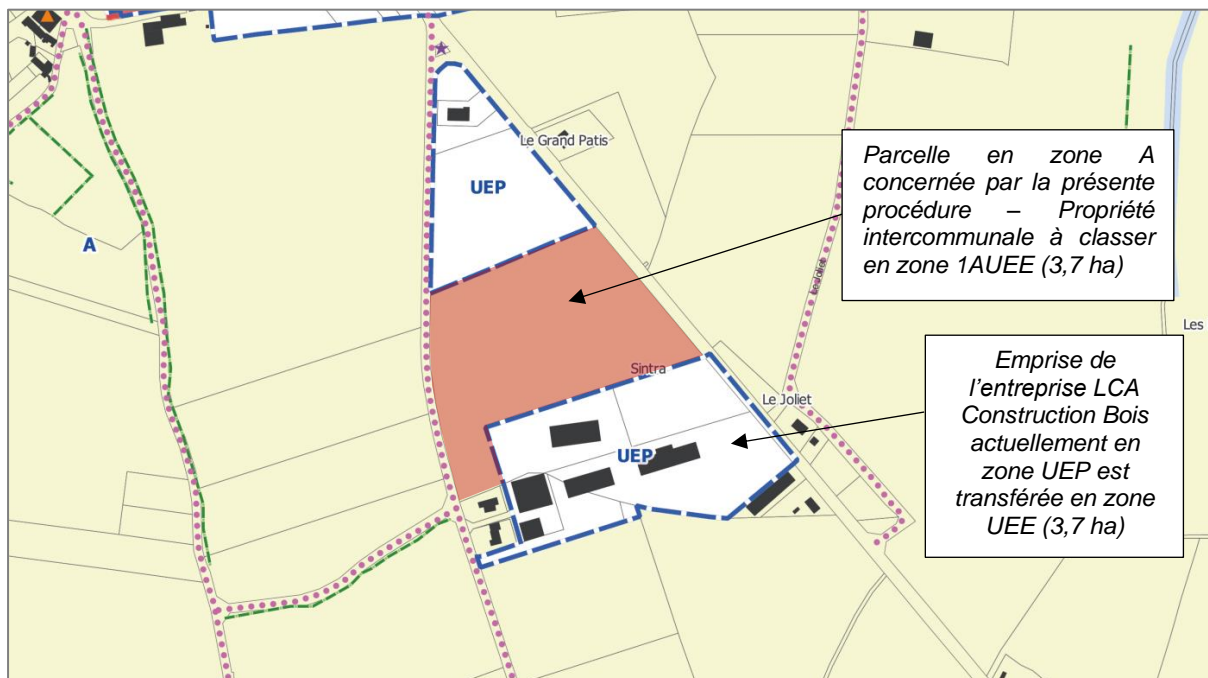 Le Grand Patis
UEP
A
Parcelle en zone A
concernée par la présente
procédure – Propriété
intercommunale à classer
en zone 1AUEE (3,7 ha)
Le Joliet
Les
Sintra
Le Joliet
UEP
Emprise de
l'entreprise LCA
Construction Bois
actuellement en
zone UEP est
transférée en zone
UEE (3,7 ha)